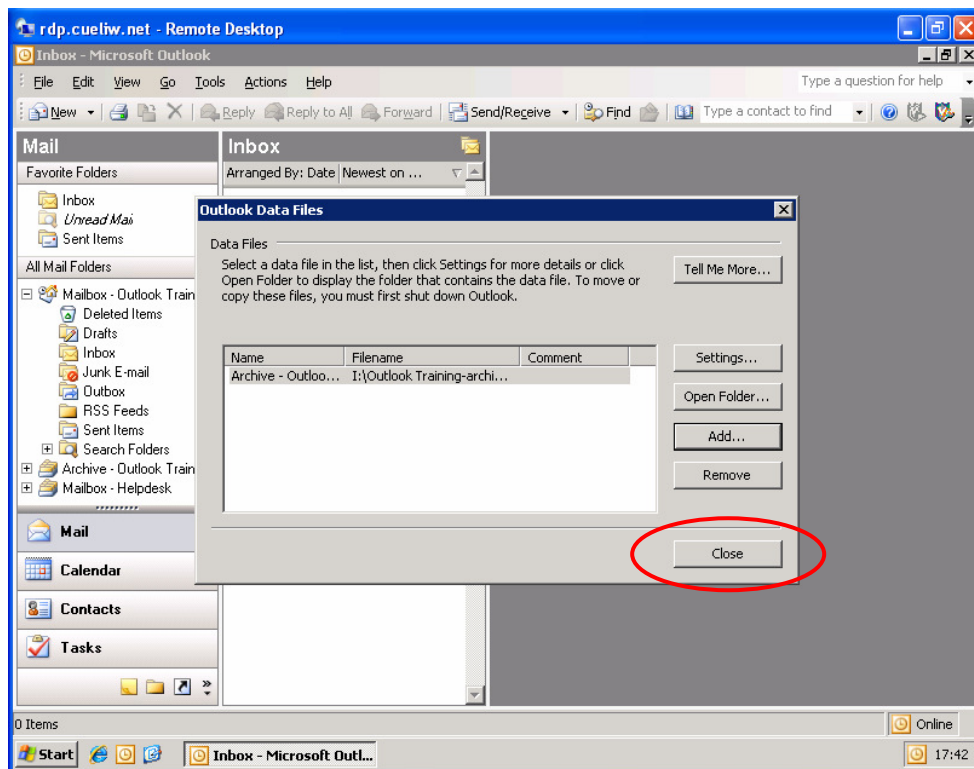 rdp.cueliw.net - Remote Desktop
Inbox - Microsoft Outlook
File Edit View Go Tools Actions Help Type a question for help
New Reply Reply to All Forward Send/Receive Find Type a contact to find
Mail
Favorite Folders
Inbox
Unread Mai
Sent Items
All Mail Folders
Mailbox - Outlook Train
Deleted Items
Drafts
Inbox
Junk E-mail
Outbox
RSS Feeds
Sent Items
Search Folders
Archive - Outlook Train
Mailbox - Helpdesk
Mail
Calendar
Contacts
Tasks
Inbox
Arranged By: Date Newest on ...
Outlook Data Files
Data Files
Select a data file in the list, then click Settings for more details or click
Open Folder to display the folder that contains the data file. To move or
copy these files, you must first shut down Outlook.
Tell Me More...
Name Filename Comment
Archive - Outloo... I:\Outlook Training-archi...
Settings...
Open Folder...
Add...
Remove
Close
0 Items Online
Start Inbox - Microsoft Outl... 17:42